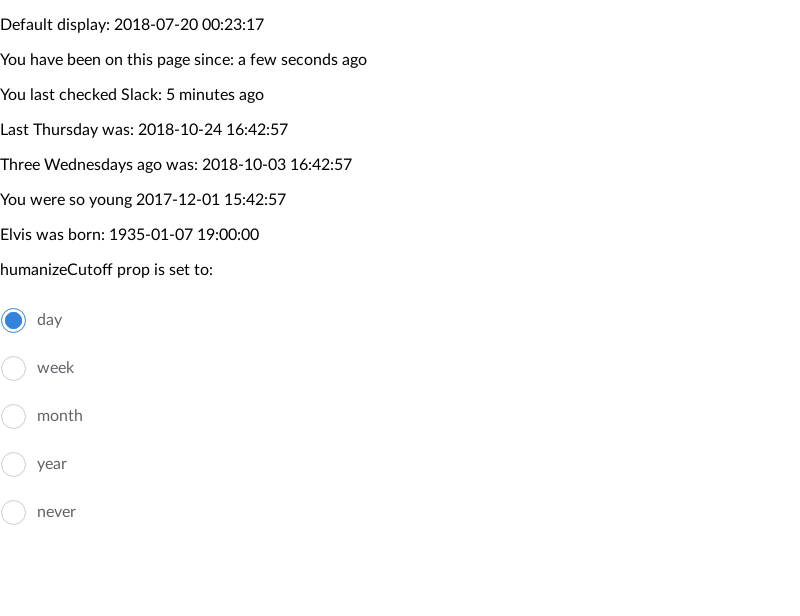 Default display: 2018-07-20 00:23:17
You have been on this page since: a few seconds ago
You last checked Slack: 5 minutes ago
Last Thursday was: 2018-10-24 16:42:57
Three Wednesdays ago was: 2018-10-03 16:42:57
You were so young 2017-12-01 15:42:57
Elvis was born: 1935-01-07 19:00:00
humanizeCutoff prop is set to:
day
week
month
year
never